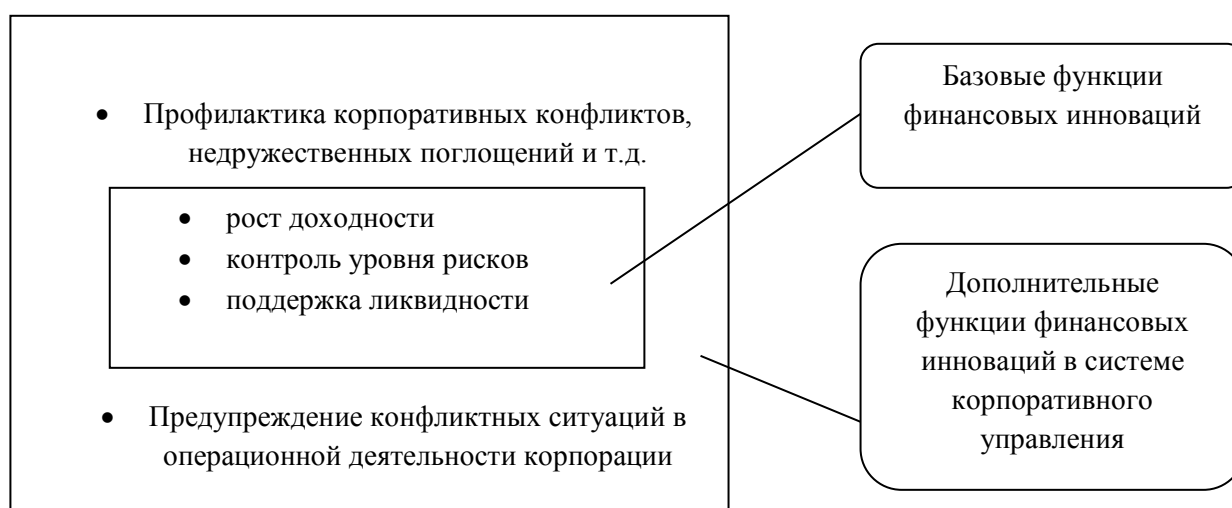 • Профилактика корпоративных конфликтов,
недружественных поглощений и т.д.
• рост доходности
• контроль уровня рисков
• поддержка ликвидности
• Предупреждение конфликтных ситуаций в
операционной деятельности корпорации
Базовые функции
финансовых инноваций
Дополнительные
функции финансовых
инноваций в системе
корпоративного
управления